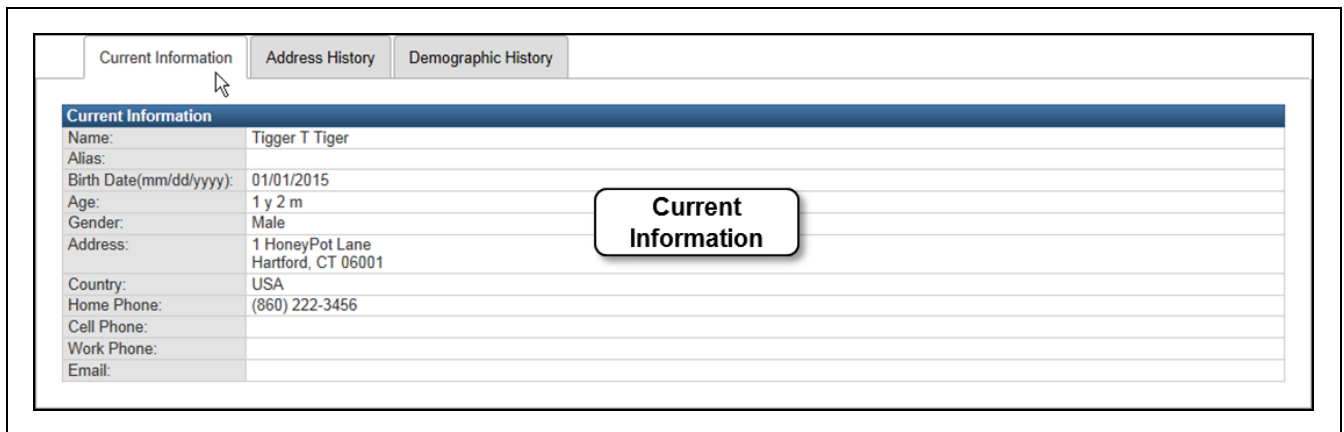 Current Information Address History Demographic History
Current Information
Name: Tigger T Tiger
Alias:
Birth Date(mm/dd/yyyy): 01/01/2015
Age: 1 y 2 m
Gender: Male
Address: 1 HoneyPot Lane
Hartford, CT 06001
Country: USA
Home Phone: (860) 222-3456
Cell Phone:
Work Phone:
Email:
Current
Information